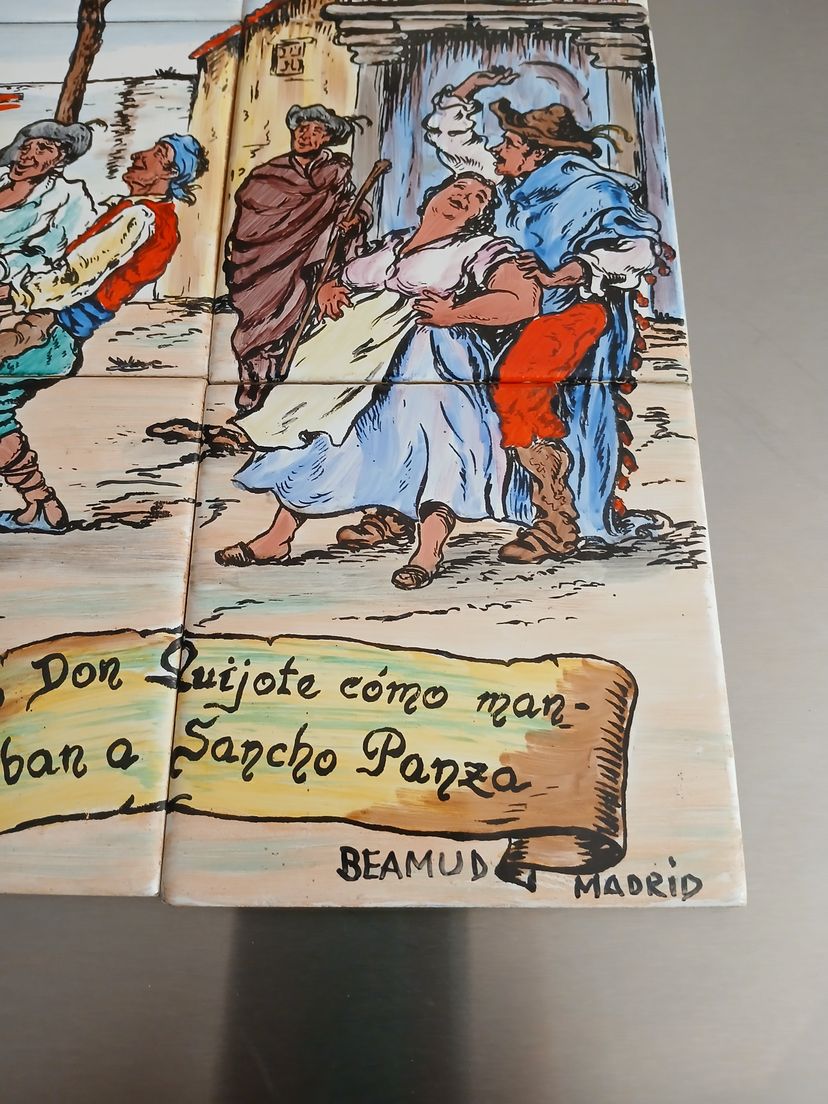 Don Quijote cómo man-
ban a Sancho Panza
BEAMUD MADRID